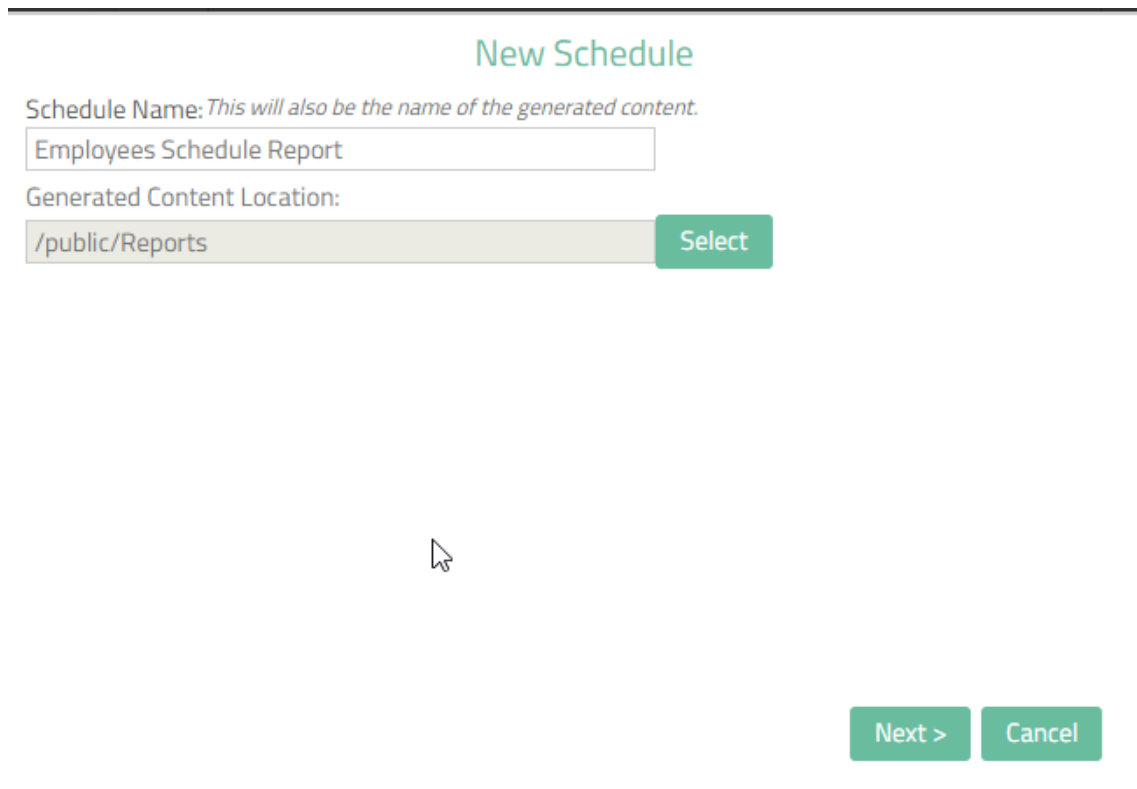 New Schedule
Schedule Name: This will also be the name of the generated content.
Employees Schedule Report
Generated Content Location:
/public/Reports Select
Next > Cancel